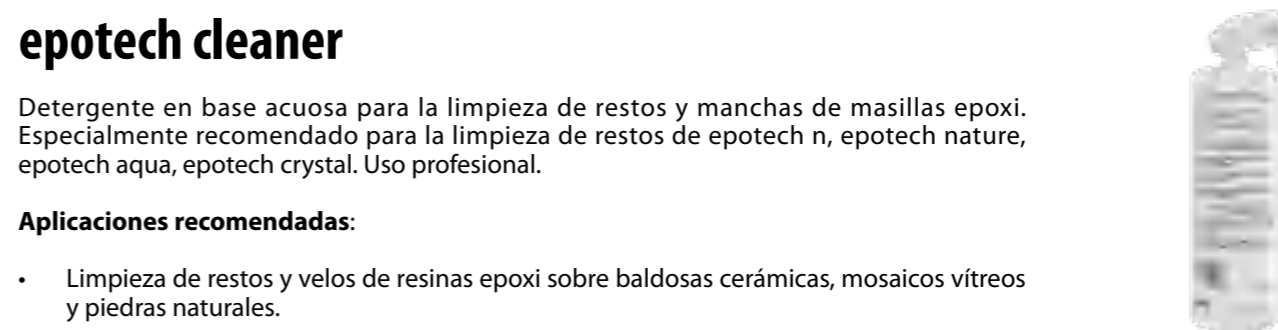 epotech cleaner
Detergente en base acuosa para la limpieza de restos y manchas de masillas epoxi.
Especialmente recomendado para la limpieza de restos de epotech n, epotech nature,
epotech aqua, epotech crystal. Uso profesional.
Aplicaciones recomendadas:
• Limpieza de restos y velos de resinas epoxi sobre baldosas cerámicas, mosaicos vítreos
y piedras naturales.